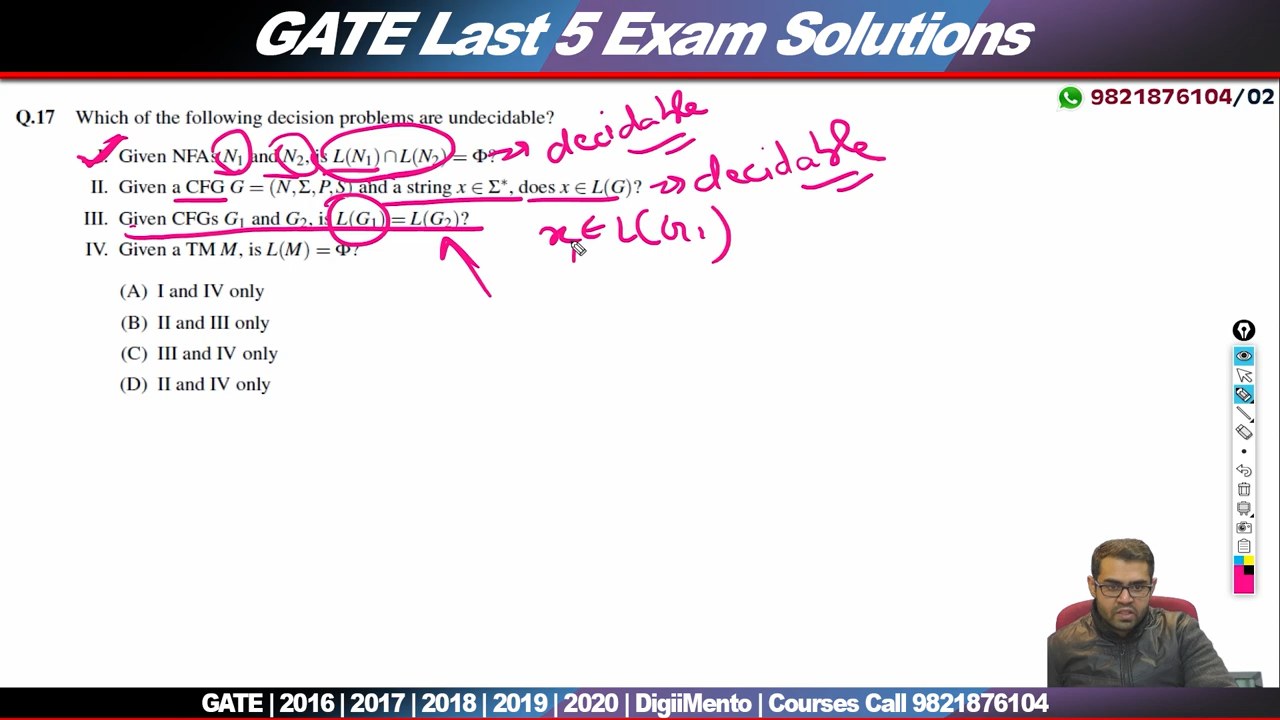 GATE Last 5 Exam Solutions
9821876104/02
Q.17 Which of the following decision problems are undecidable?
I. Given NFAs N₁ and N₂, is L(N₁)∩L(N₂) = Φ? → decidable
II. Given a CFG G = (N,Σ,P,S) and a string x ∈ Σ*, does x ∈ L(G)? → decidable
III. Given CFGs G₁ and G₂, is L(G₁) = L(G₂)? x₁ ∈ L(G₁)
IV. Given a TM M, is L(M) = Φ?
(A) I and IV only
(B) II and III only
(C) III and IV only
(D) II and IV only
GATE | 2016 | 2017 | 2018 | 2019 | 2020 | DigiiMento | Courses Call 9821876104